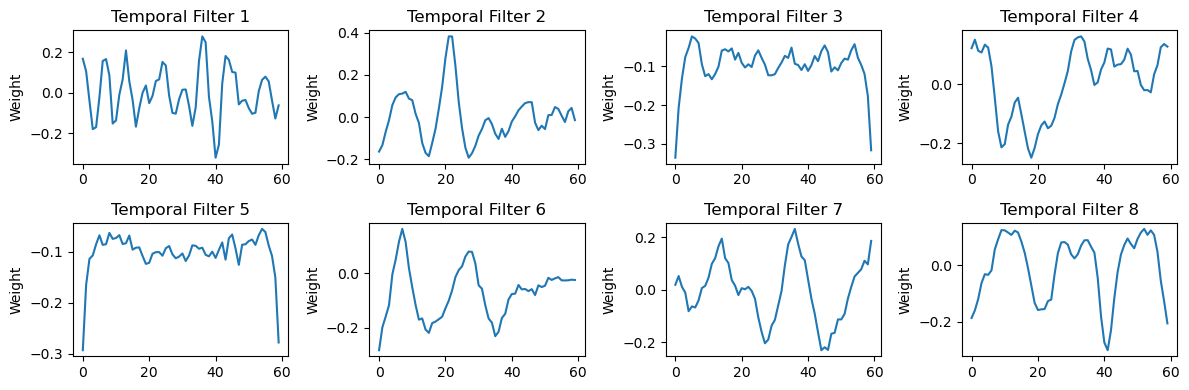 Temporal Filter 1 Temporal Filter 2 Temporal Filter 3 Temporal Filter 4
Weight 0.2 0.0 −0.2 0 20 40 60
Weight 0.4 0.2 0.0 −0.2 0 20 40 60
Weight −0.1 −0.2 −0.3 0 20 40 60
Weight 0.0 −0.2 0 20 40 60
Temporal Filter 5 Temporal Filter 6 Temporal Filter 7 Temporal Filter 8
Weight −0.1 −0.2 −0.3 0 20 40 60
Weight 0.0 −0.2 0 20 40 60
Weight 0.2 0.0 −0.2 0 20 40 60
Weight 0.0 −0.2 0 20 40 60